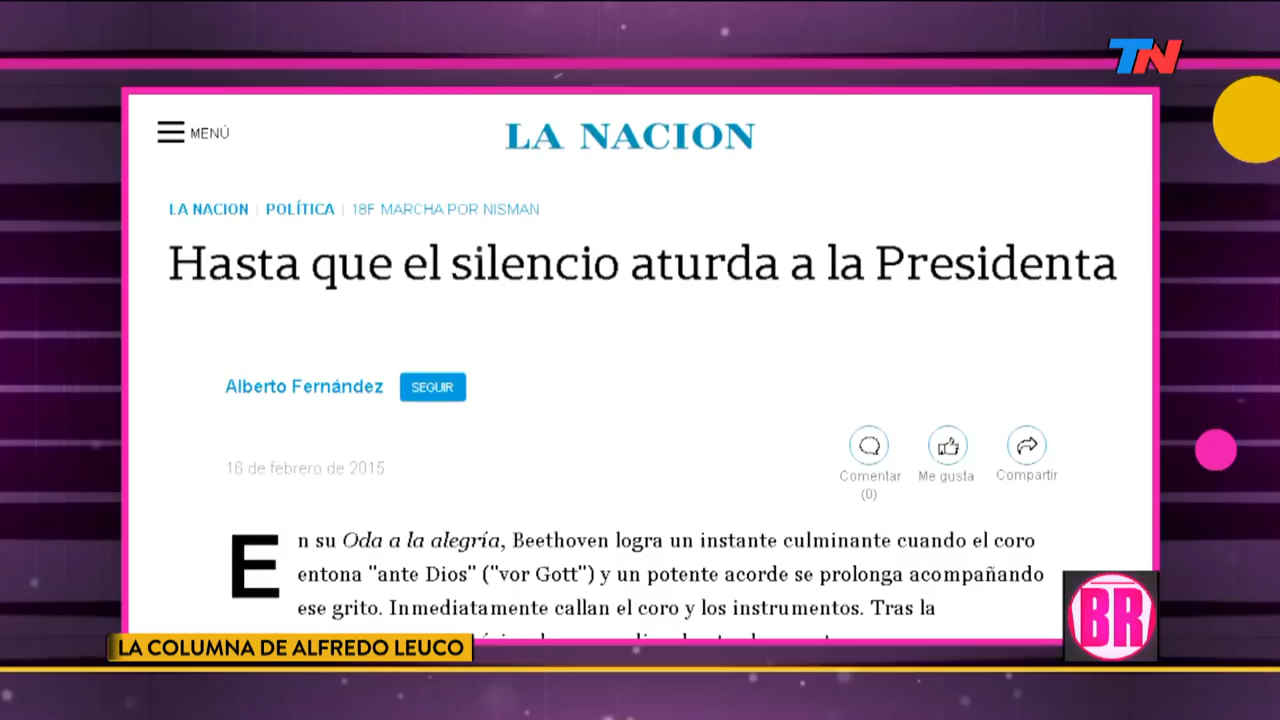 TN
MENÚ
LA NACION
LA NACION | POLÍTICA | 18F MARCHA POR NISMAN
Hasta que el silencio aturda a la Presidenta
Alberto Fernández SEGUIR
16 de febrero de 2015
Comentar Me gusta Compartir
(0)
En su Oda a la alegría, Beethoven logra un instante culminante cuando el coro
entona "ante Dios" ("vor Gott") y un potente acorde se prolonga acompañando
ese grito. Inmediatamente callan el coro y los instrumentos. Tras la
BR
LA COLUMNA DE ALFREDO LEUCO